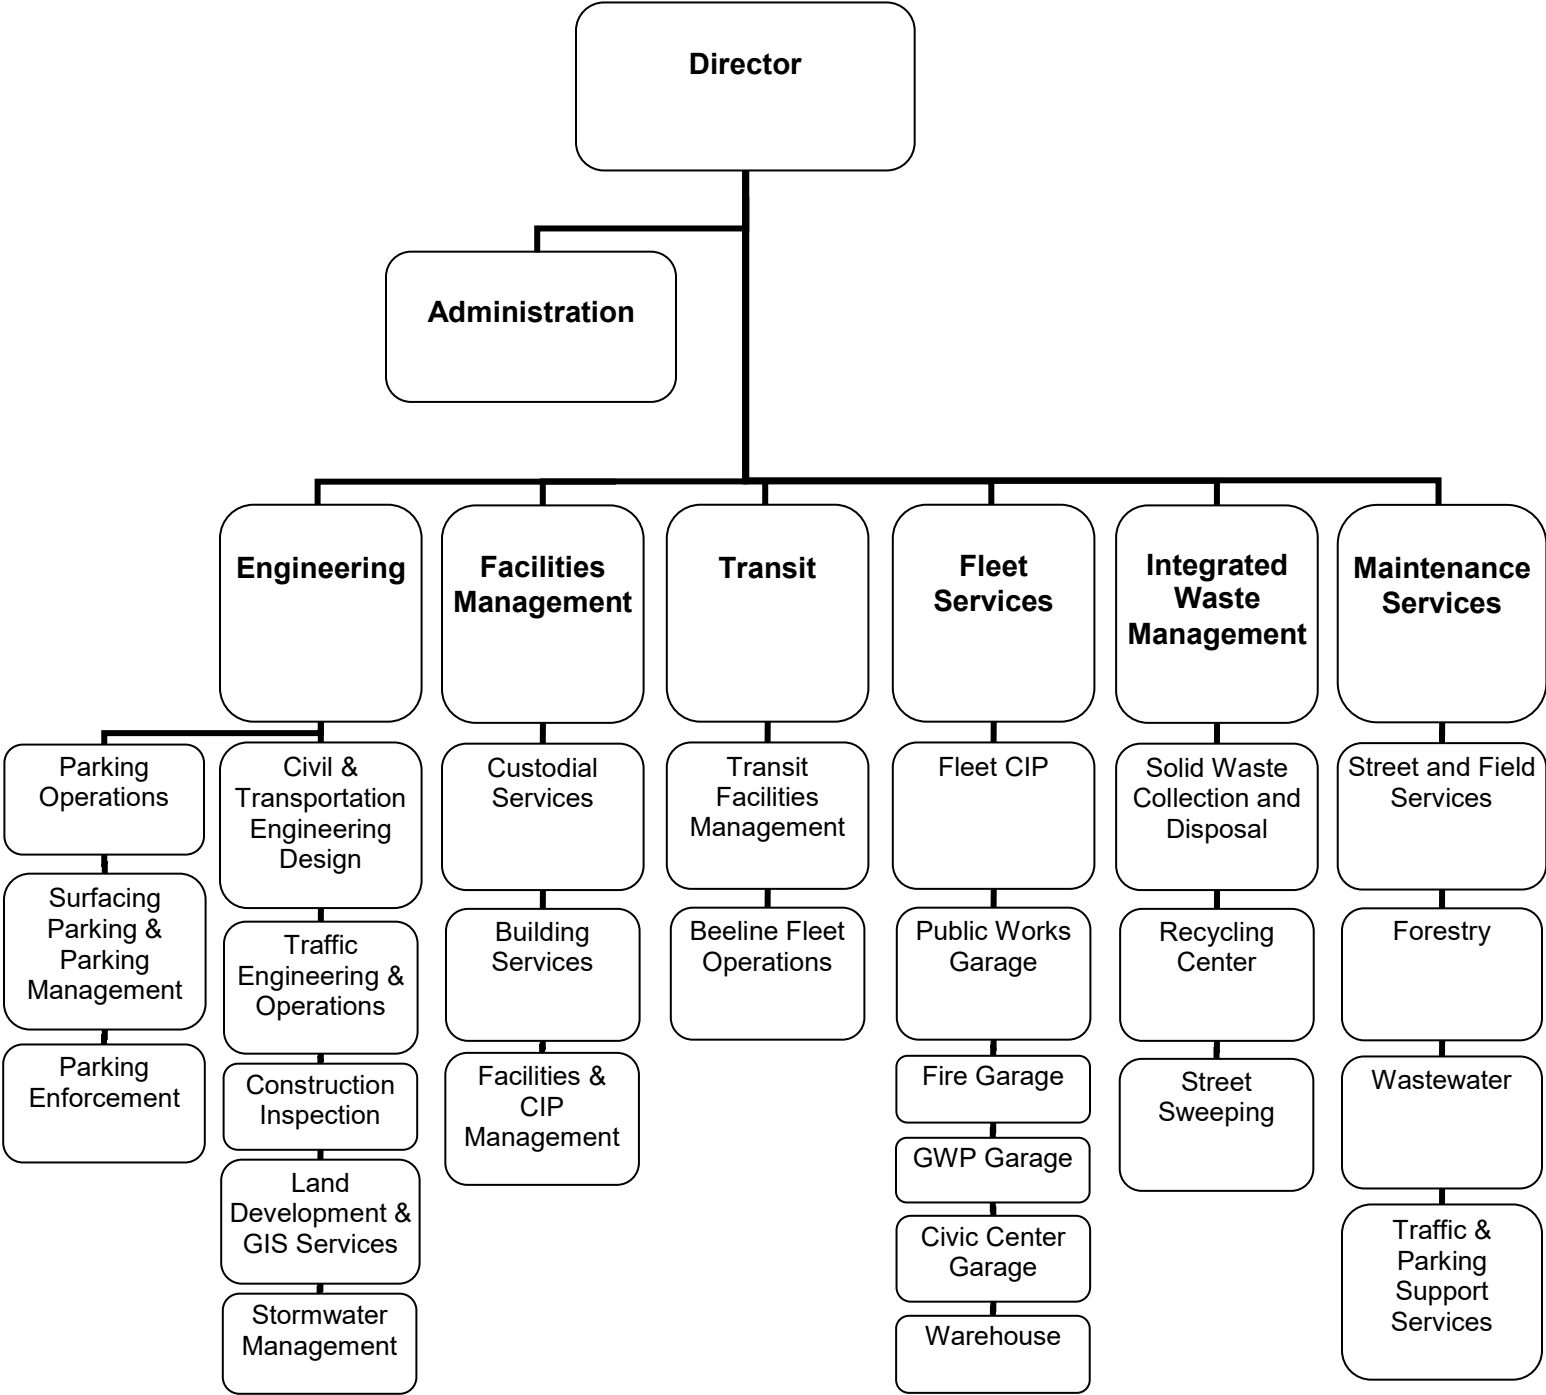 Director
Administration
Engineering
Facilities
Management
Transit
Fleet
Services
Integrated
Waste
Management
Maintenance
Services
Parking
Operations
Surfacing
Parking &
Parking
Management
Parking
Enforcement
Civil &
Transportation
Engineering
Design
Traffic
Engineering &
Operations
Construction
Inspection
Land
Development &
GIS Services
Stormwater
Management
Custodial
Services
Building
Services
Facilities &
CIP
Management
Transit
Facilities
Management
Beeline Fleet
Operations
Fleet CIP
Public Works
Garage
Fire Garage
GWP Garage
Civic Center
Garage
Warehouse
Solid Waste
Collection and
Disposal
Recycling
Center
Street
Sweeping
Street and Field
Services
Forestry
Wastewater
Traffic &
Parking
Support
Services